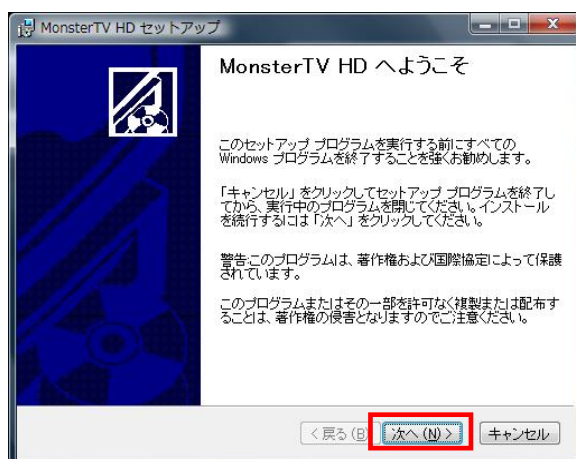 MonsterTV HD セットアップ
MonsterTV HD へようこそ
このセットアップ プログラムを実行する前にすべての
Windows プログラムを終了することを強くお勧めします。
「キャンセル」をクリックしてセットアップ プログラムを終了し
てから、実行中のプログラムを閉じてください。インストール
を続行するには「次へ」をクリックしてください。
警告:このプログラムは、著作権および国際協定によって保護
されています。
このプログラムまたはその一部を許可なく複製または配布す
ることは、著作権の侵害となりますのでご注意ください。
< 戻る (B)
次へ (N) >
キャンセル